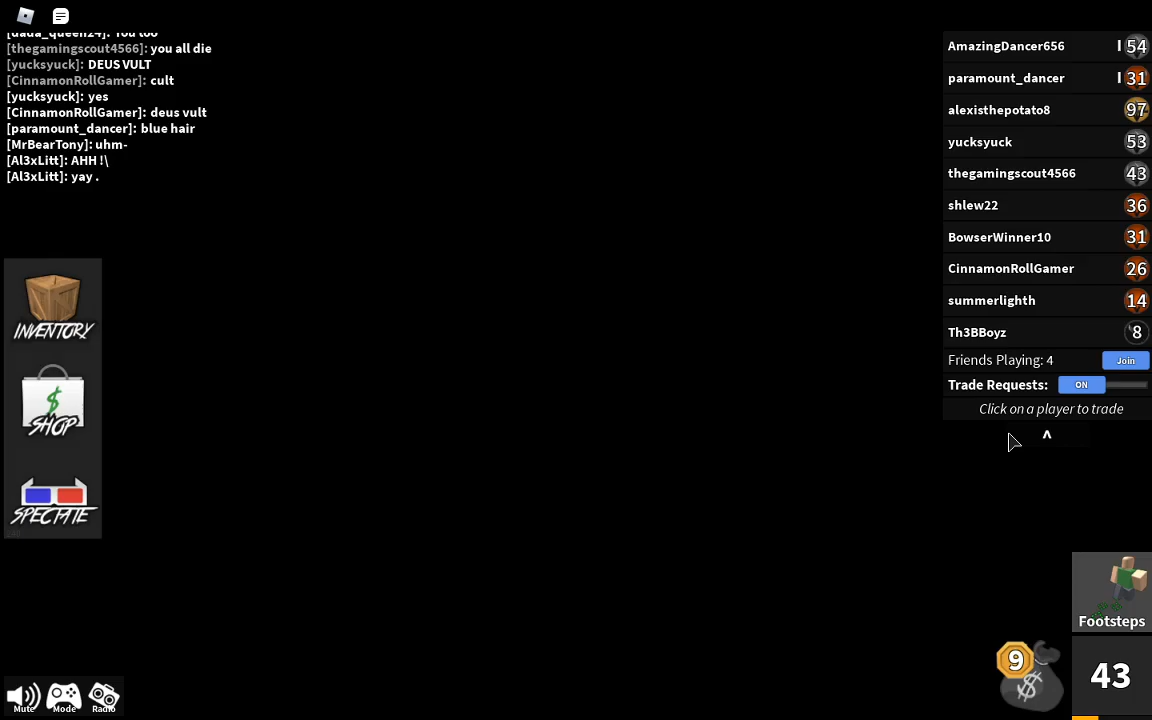 [dada_queen24]: You too
[thegamingscout4566]: you all die
[yucksyuck]: DEUS VULT
[CinnamonRollGamer]: cult
[yucksyuck]: yes
[CinnamonRollGamer]: deus vult
[paramount_dancer]: blue hair
[MrBearTony]: uhm-
[Al3xLitt]: AHH !\
[Al3xLitt]: yay .
INVENTORY
$
SHOP
SPECTATE
Mute
Mode
Radio
AmazingDancer656 I 54
paramount_dancer I 31
alexisthepotato8 97
yucksyuck 53
thegamingscout4566 43
shlew22 36
BowserWinner10 31
CinnamonRollGamer 26
summerlighth 14
Th3BBoyz 8
Friends Playing: 4 Join
Trade Requests: ON
Click on a player to trade
^
Footsteps
9
$
43